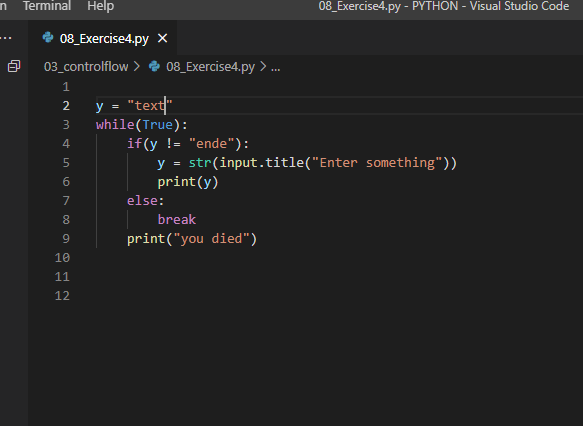 n Terminal Help 08_Exercise4.py - PYTHON - Visual Studio Code
08_Exercise4.py
03_controlflow > 08_Exercise4.py > ...
1
2 y = "text"
3 while(True):
4     if(y != "ende"):
5         y = str(input.title("Enter something"))
6         print(y)
7     else:
8         break
9     print("you died")
10
11
12